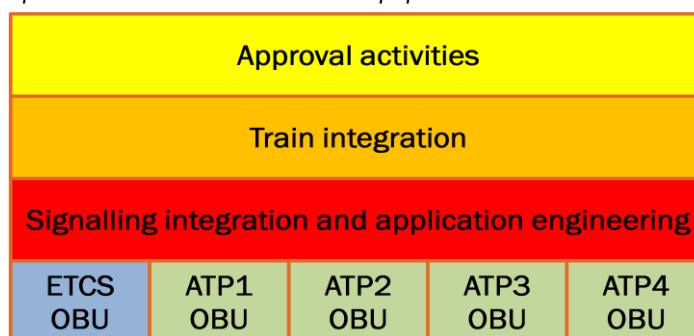 Approval activities
Train integration
Signalling integration and application engineering
ETCS ATP1 ATP2 ATP3 ATP4
OBU OBU OBU OBU OBU